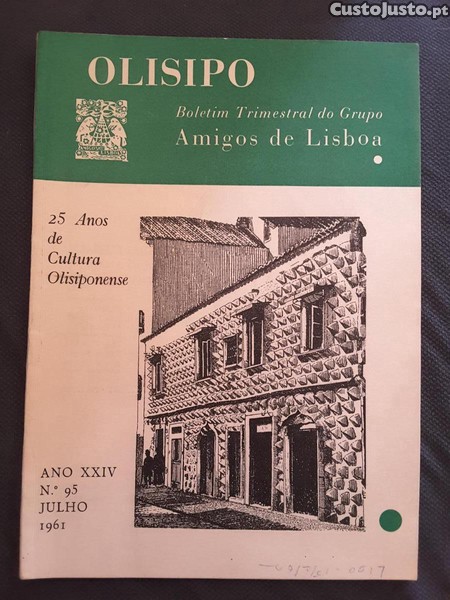 CustoJusto.pt
OLISIPO
Boletim Trimestral do Grupo
Amigos de Lisboa
25 Anos
de
Cultura
Olisiponense
ANO XXIV
N.º 95
JULHO
1961